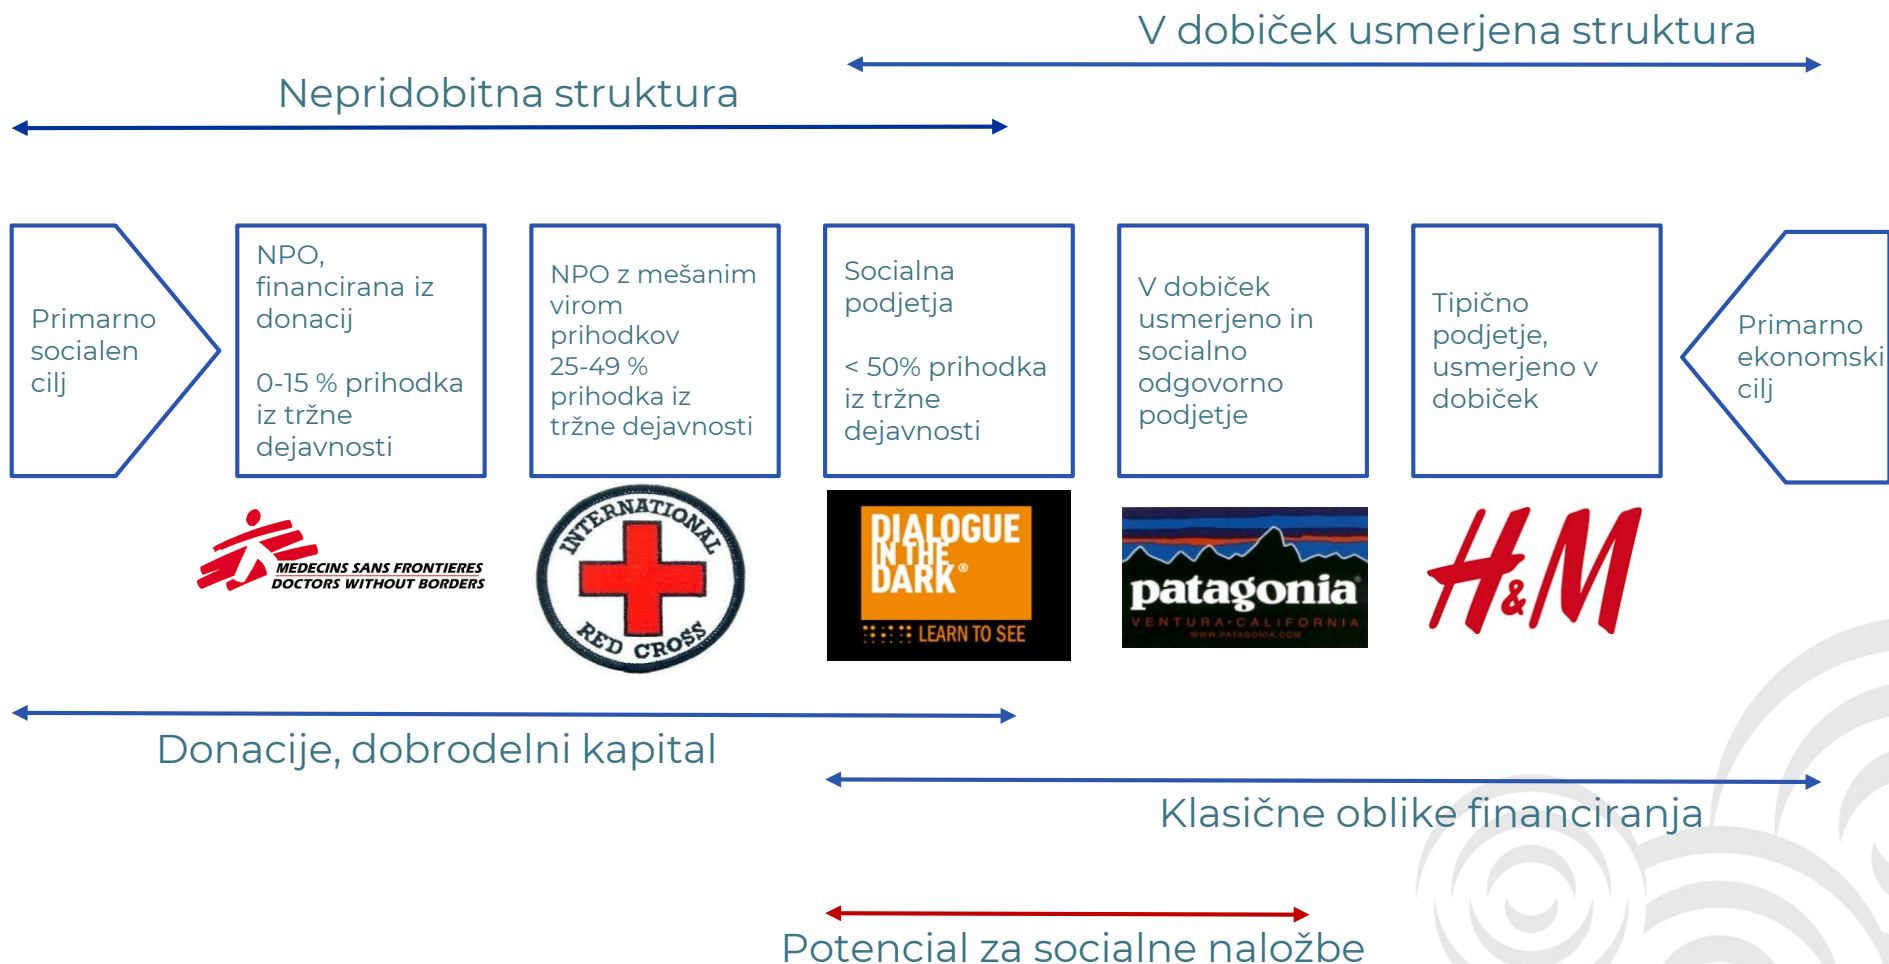 V dobiček usmerjena struktura
Nepridobitna struktura
Primarno
socialen
cilj
NPO,
financirana iz
donacij
0-15 % prihodka
iz tržne
dejavnosti
NPO z mešanim
virom
prihodkov
25-49 %
prihodka iz
tržne dejavnosti
Socialna
podjetja
< 50% prihodka
iz tržne
dejavnosti
V dobiček
usmerjeno in
socialno
odgovorno
podjetje
Tipično
podjetje,
usmerjeno v
dobiček
Primarno
ekonomski
cilj
MEDECINS SANS FRONTIERES
DOCTORS WITHOUT BORDERS
INTERNATIONAL
RED CROSS
DIALOGUE
IN THE
DARK®
LEARN TO SEE
patagonia®
VENTURA·CALIFORNIA
WWW.PATAGONIA.COM
H&M
Donacije, dobrodelni kapital
Klasične oblike financiranja
Potencial za socialne naložbe